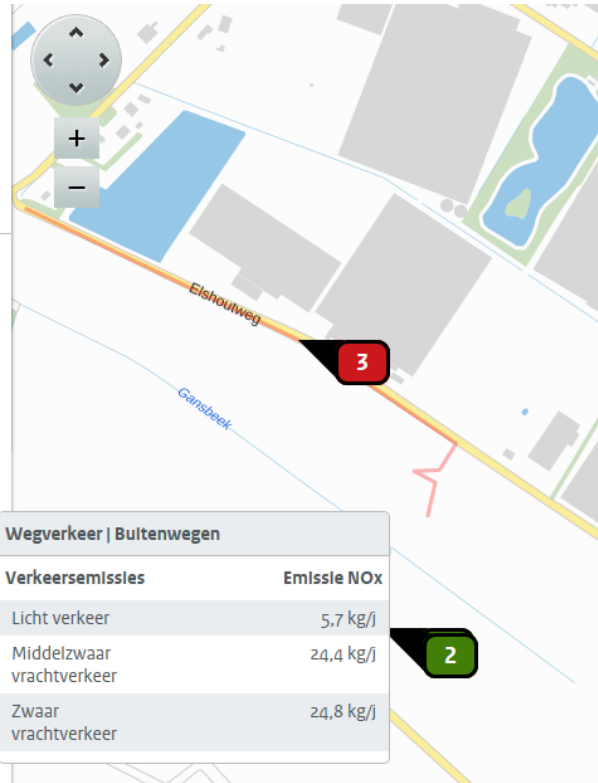 +
−
Elshoutweg
3
Gansbeek
Wegverkeer | Buitenwegen
Verkeersemissies Emissie NOx
Licht verkeer 5,7 kg/j
Middelzwaar 24,4 kg/j
vrachtverkeer
Zwaar 24,8 kg/j
vrachtverkeer
2